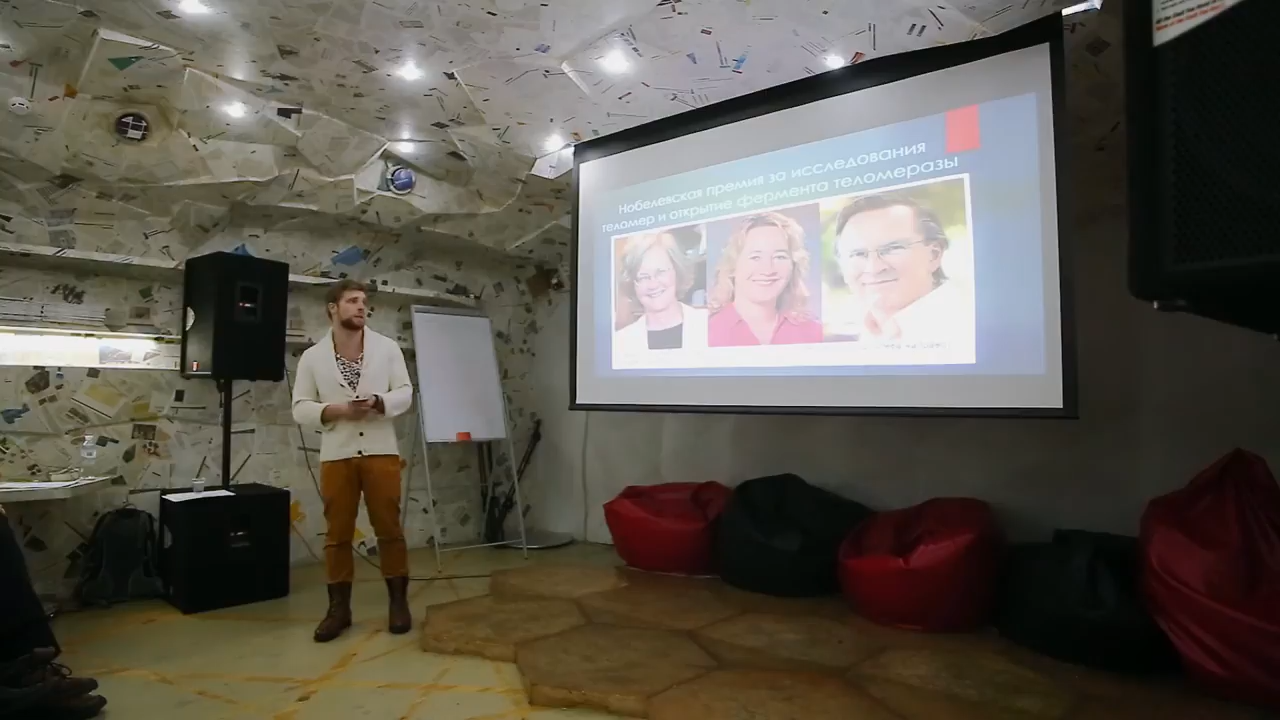 Нобелевская премия за исследования
теломер и открытие фермента теломеразы